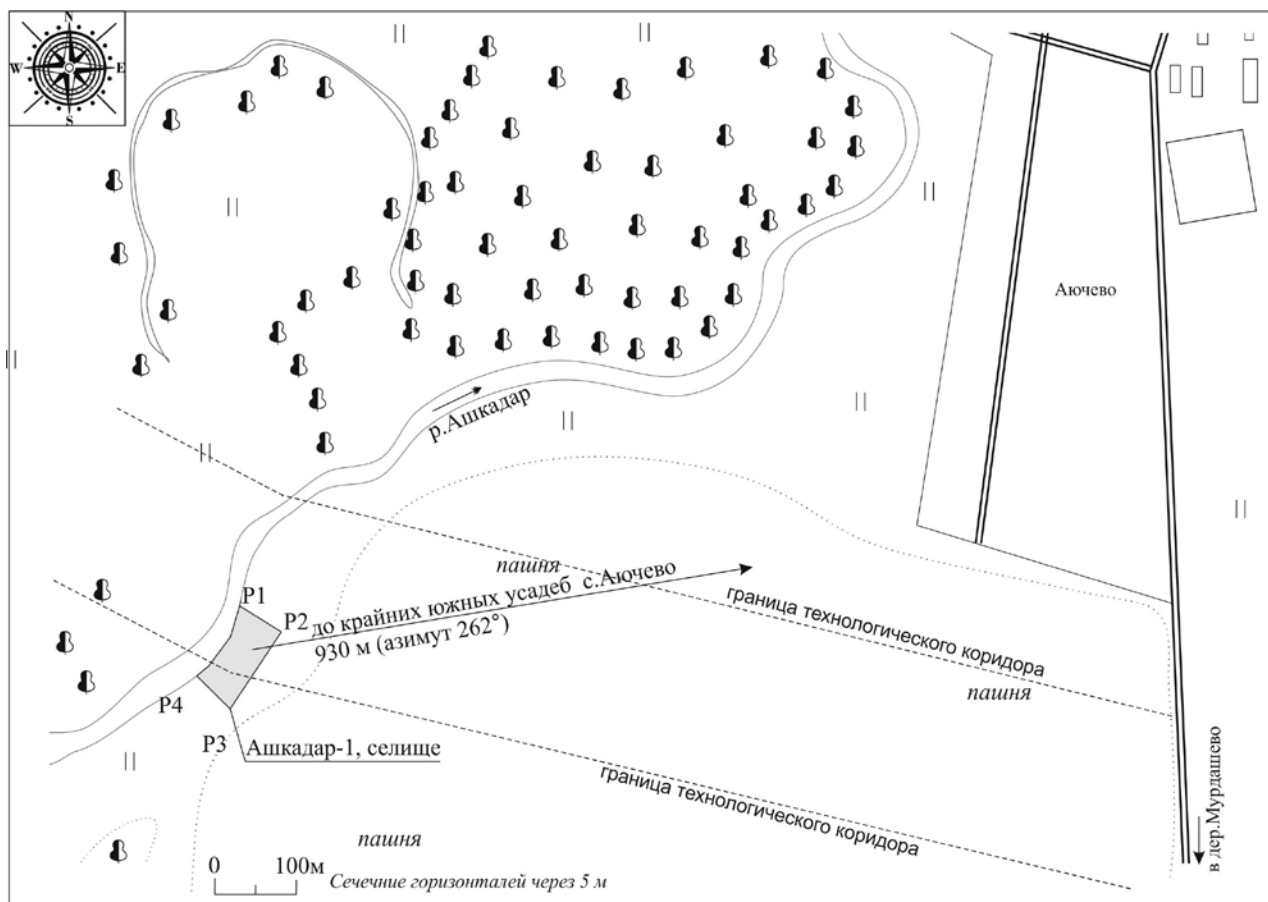 N
W
E
S
Аючево
р.Ашкадар
пашня
до крайних южных усадеб с.Аючево
930 м (азимут 262°)
P1
P2
граница технологического коридора
пашня
P4
P3
Ашкадар-1, селище
граница технологического коридора
в дер.Мурдашево
пашня
0 100м
Сечечние горизонталей через 5 м